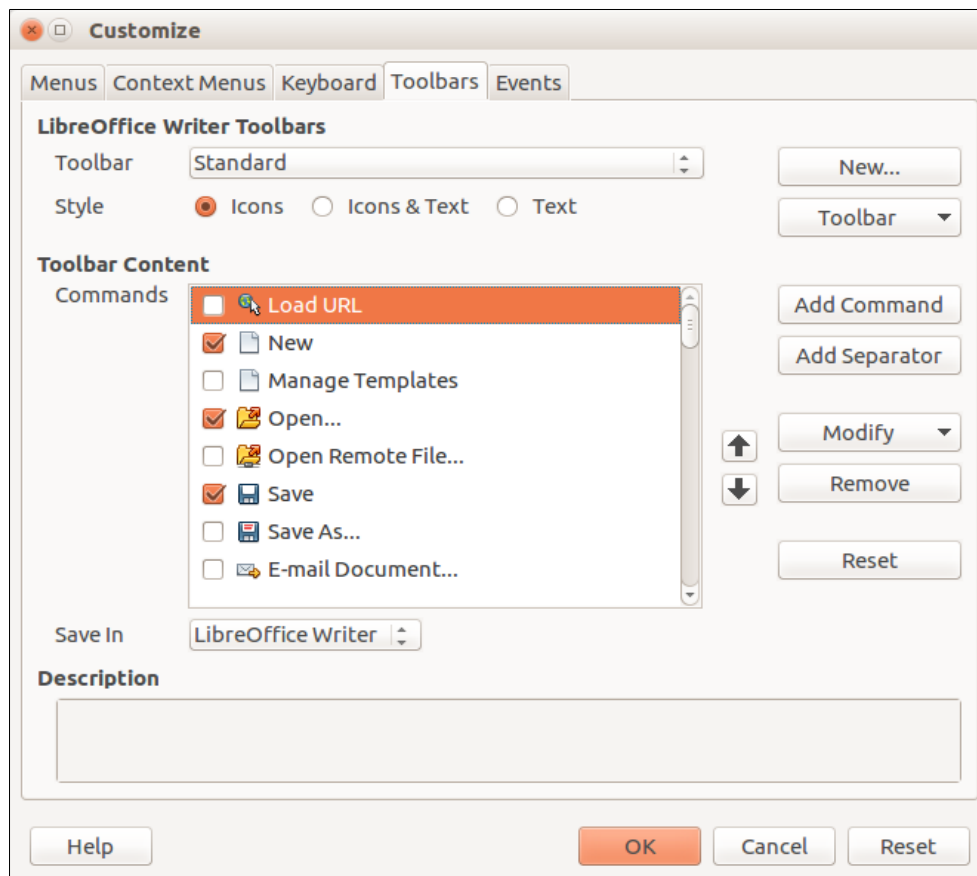 Customize
Menus Context Menus Keyboard Toolbars Events
LibreOffice Writer Toolbars
Toolbar Standard New...
Style Icons Icons & Text Text Toolbar
Toolbar Content
Commands Load URL Add Command
New
Manage Templates Add Separator
Open...
Open Remote File... Modify
Save Remove
Save As...
E-mail Document... Reset
Save In LibreOffice Writer
Description
Help OK Cancel Reset